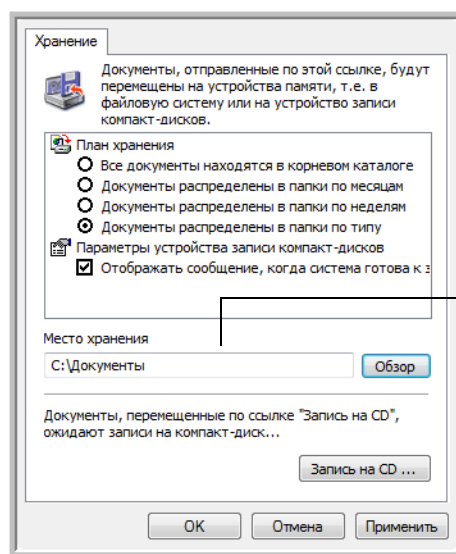 Хранение
Документы, отправленные по этой ссылке, будут
перемещены на устройства памяти, т.е. в
файловую систему или на устройство записи
компакт-дисков.
План хранения
Все документы находятся в корневом каталоге
Документы распределены в папки по месяцам
Документы распределены в папки по неделям
Документы распределены в папки по типу
Параметры устройства записи компакт-дисков
Отображать сообщение, когда система готова к з
Место хранения
C:\Документы
Обзор
Документы, перемещенные по ссылке "Запись на CD",
ожидают записи на компакт-диск...
Запись на CD ...
OK
Отмена
Применить